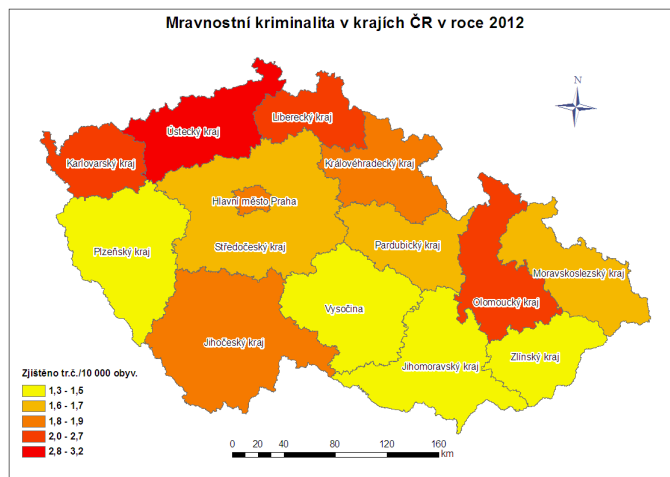 Mravnostní kriminalita v krajích ČR v roce 2012
N
Liberecký kraj
Ústecký kraj
Karlovarský kraj
Královéhradecký kraj
Hlavní město Praha
Plzeňský kraj
Středočeský kraj
Pardubický kraj
Moravskoslezský kraj
Olomoucký kraj
Vysočina
Jihočeský kraj
Zlínský kraj
Jihomoravský kraj
Zjištěno tr.č./10 000 obyv.
1,3 - 1,5
1,6 - 1,7
1,8 - 1,9
2,0 - 2,7
2,8 - 3,2
0 20 40 80 120 160
km